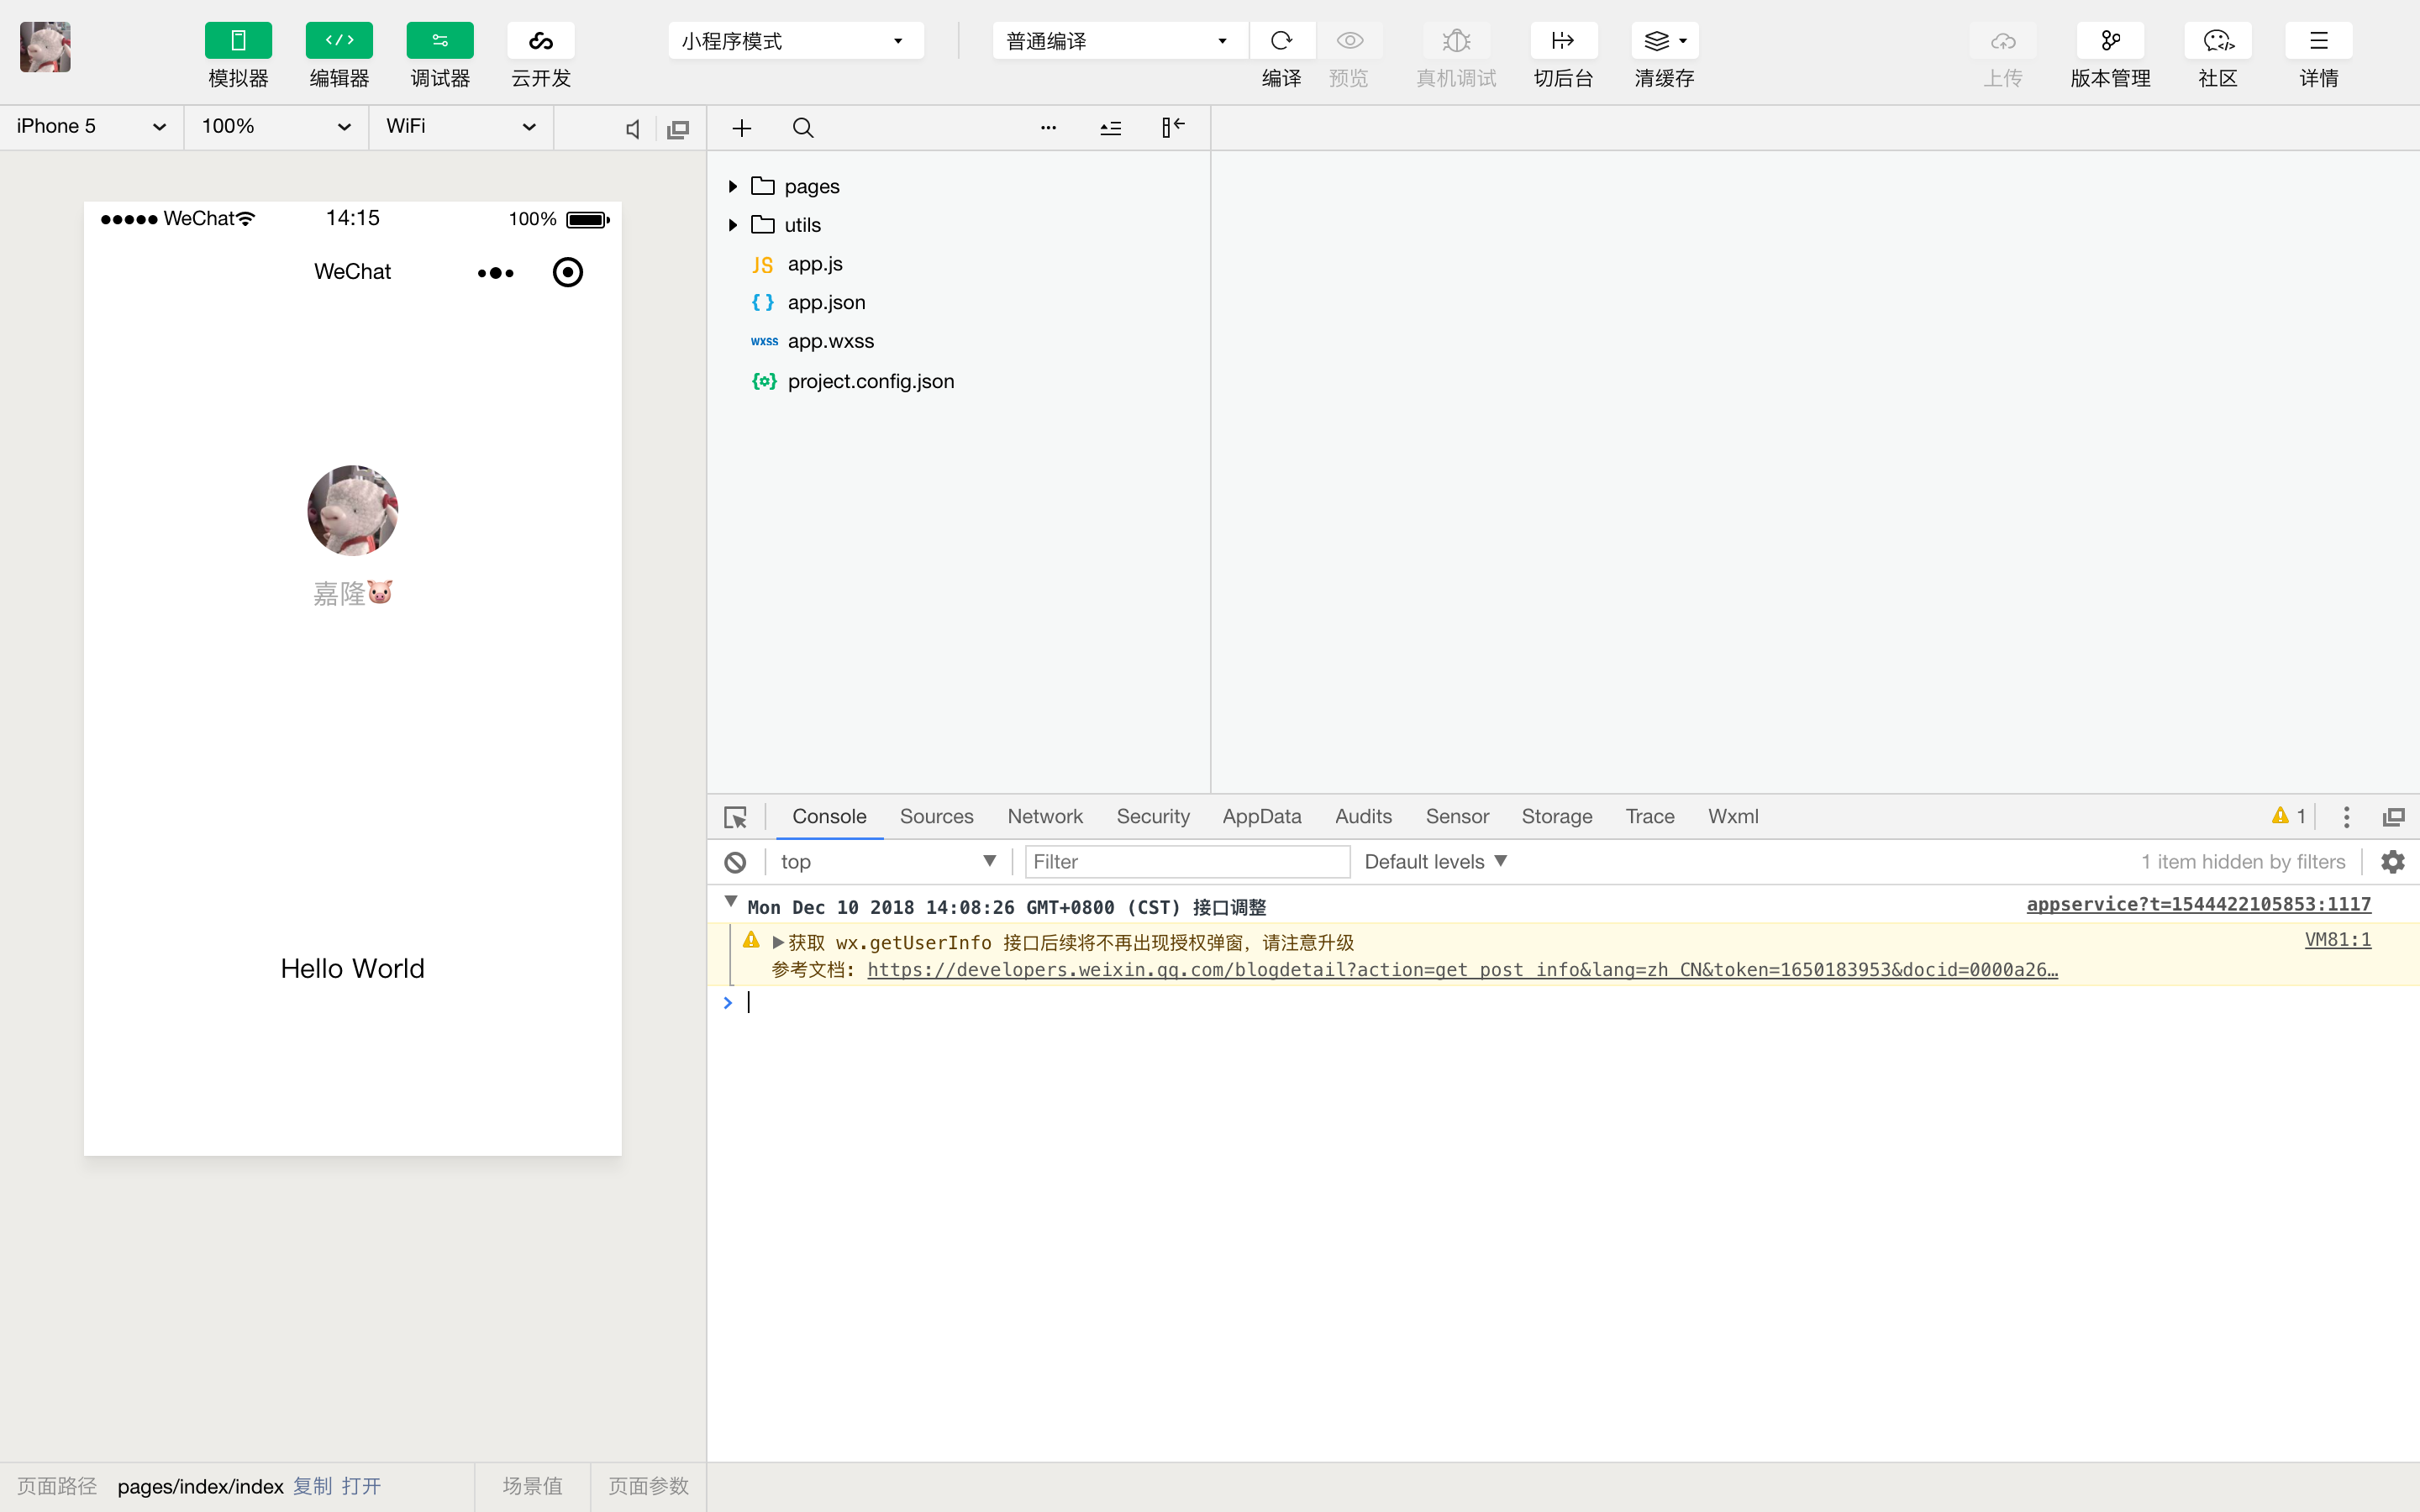 模拟器 编辑器 调试器 云开发 小程序模式 普通编译 编译 预览 真机调试 切后台 清缓存 上传 版本管理 社区 详情
iPhone 5 100% WiFi
WeChat 14:15 100%
WeChat
嘉隆🐷
Hello World
pages
utils
JS app.js
{ } app.json
wxss app.wxss
project.config.json
Console Sources Network Security AppData Audits Sensor Storage Trace Wxml 1
top Filter Default levels 1 item hidden by filters
Mon Dec 10 2018 14:08:26 GMT+0800 (CST) 接口调整 appservice?t=1544422105853:1117
获取 wx.getUserInfo 接口后续将不再出现授权弹窗，请注意升级 VM81:1
参考文档: https://developers.weixin.qq.com/blogdetail?action=get_post_info&lang=zh_CN&token=1650183953&docid=0000a26…
页面路径 pages/index/index 复制 打开 场景值 页面参数